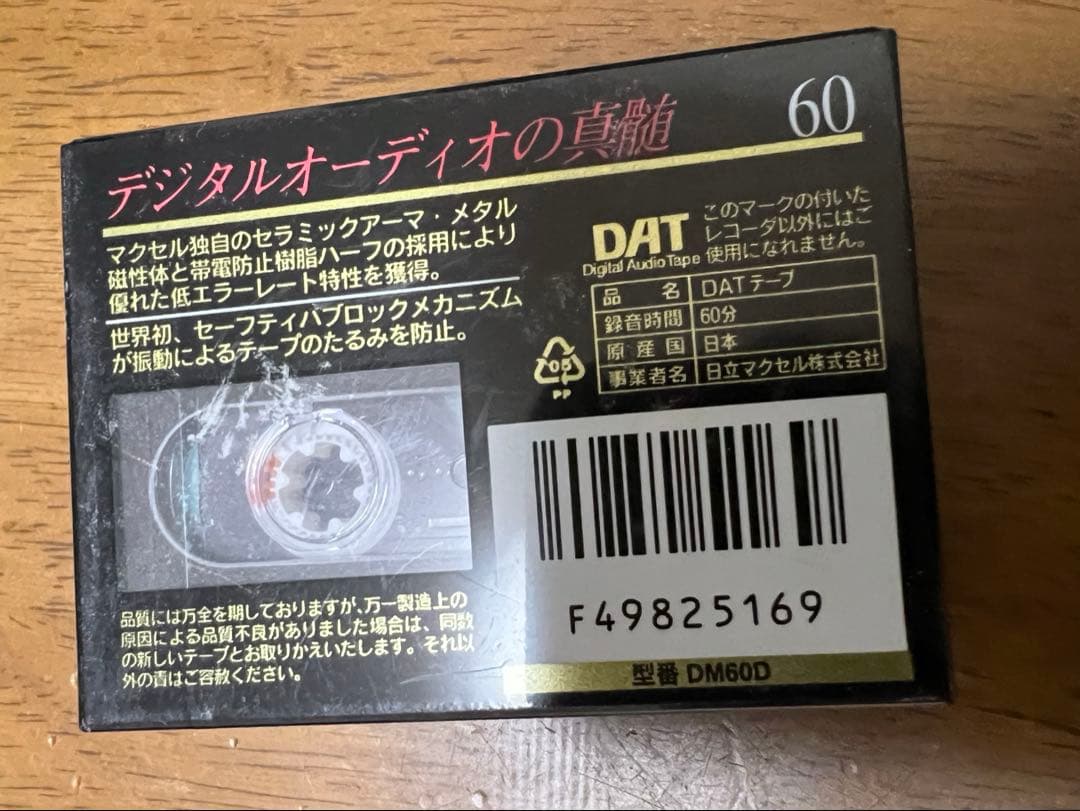 デジタルオーディオの真髄
60
マクセル独自のセラミックアーマ・メタル
磁性体と帯電防止樹脂ハーフの採用により
優れた低エラーレート特性を獲得。
世界初、セーフティパブロックメカニズム
が振動によるテープのたるみを防止。
DAT
Digital Audio Tape
このマークの付いた
レコーダ以外にはご
使用になれません。
品 名 DATテープ
録音時間 60分
原産国 日本
事業者名 日立マクセル株式会社
05
PP
F49825169
型番 DM60D
品質には万全を期しておりますが、万一製造上の
原因による品質不良がありました場合は、同数
の新しいテープとお取りかえいたします。それ以
外の責はご容赦ください。